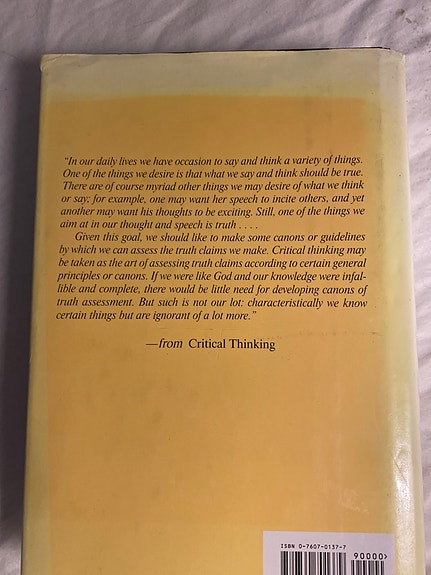 "In our daily lives we have occasion to say and think a variety of things.
One of the things we desire is that what we say and think should be true.
There are of course myriad other things we may desire of what we think
or say; for example, one may want her speech to incite others, and yet
another may want his thoughts to be exciting. Still, one of the things we
aim at in our thought and speech is truth . . . .
Given this goal, we should like to make some canons or guidelines
by which we can assess the truth claims we make. Critical thinking may
be taken as the art of assessing truth claims according to certain general
principles or canons. If we were like God and our knowledge were infal-
lible and complete, there would be little need for developing canons of
truth assessment. But such is not our lot: characteristically we know
certain things but are ignorant of a lot more."
—from Critical Thinking
ISBN 0-7607-0137-7
90000>